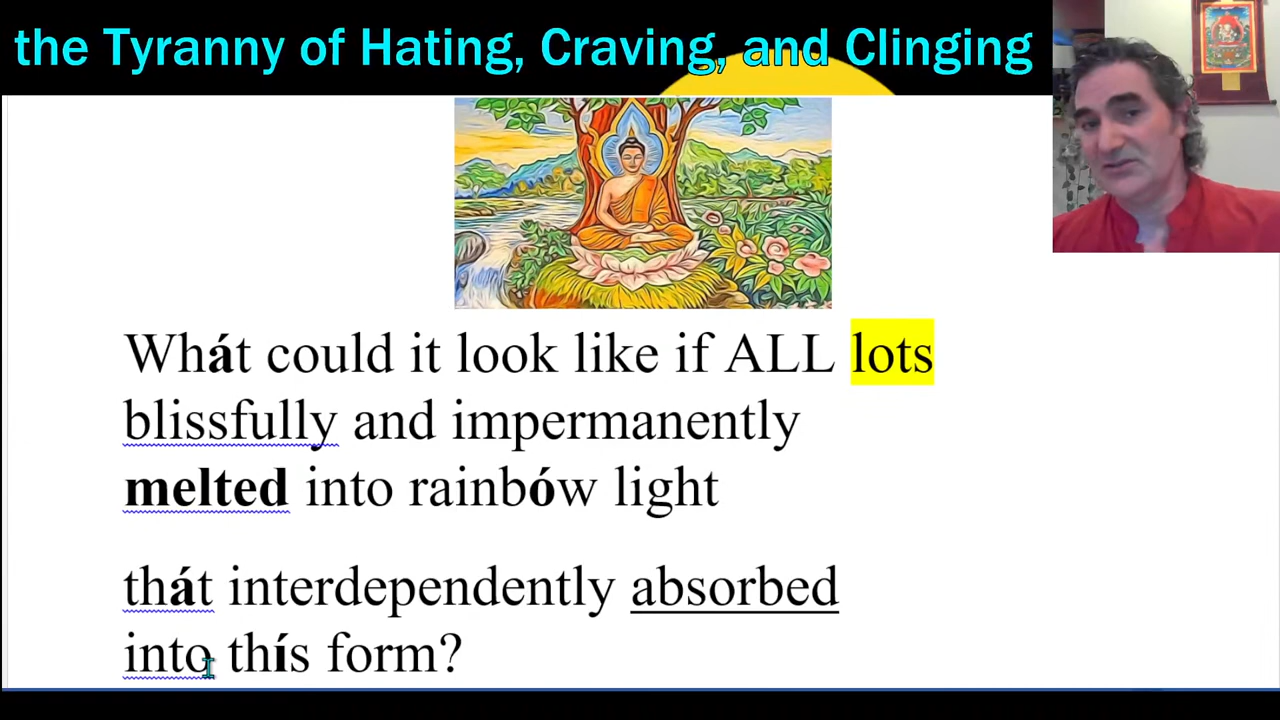 the Tyranny of Hating, Craving, and Clinging
Whát could it look like if ALL lots
blissfully and impermanently
melted into rainbów light
thát interdependently absorbed
into thís form?